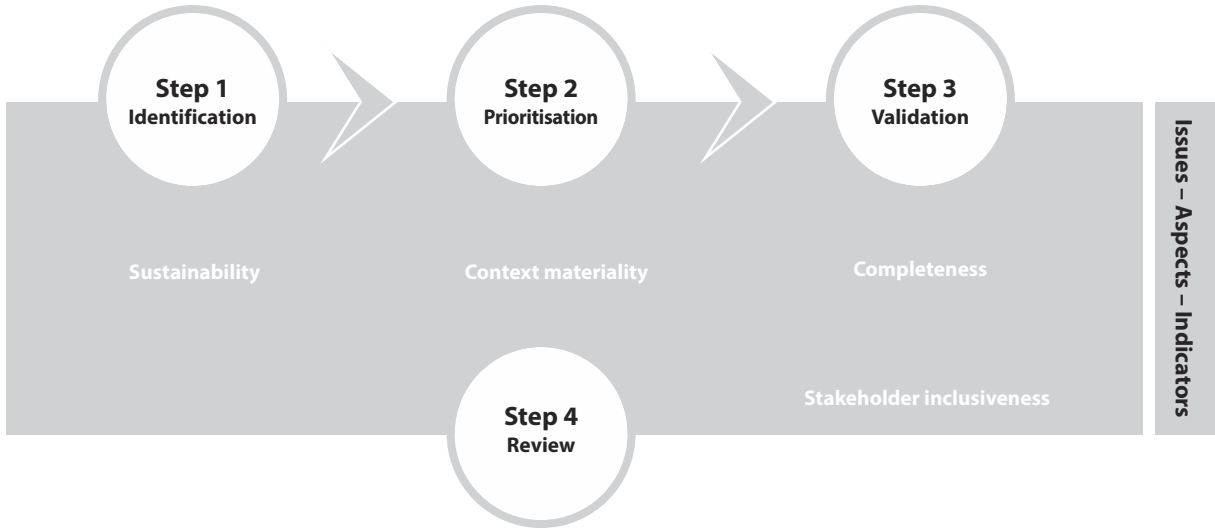 Step 1
Identification
Step 2
Prioritisation
Step 3
Validation
Sustainability
Context materiality
Completeness
Stakeholder inclusiveness
Step 4
Review
Issues – Aspects – Indicators